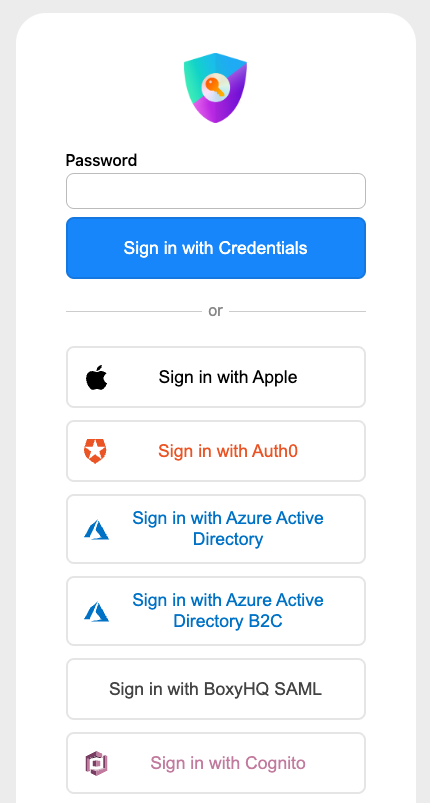 Password
Sign in with Credentials
or
Sign in with Apple
Sign in with Auth0
Sign in with Azure Active
Directory
Sign in with Azure Active
Directory B2C
Sign in with BoxyHQ SAML
Sign in with Cognito